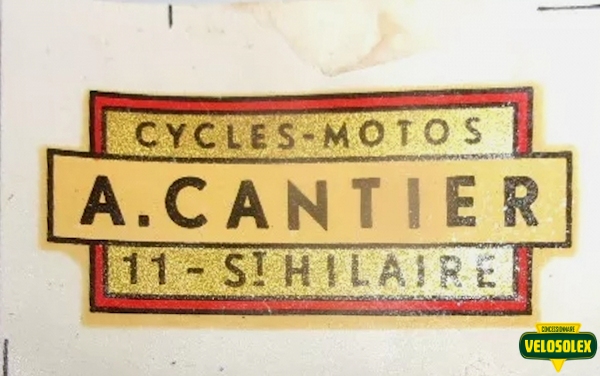 CYCLES-MOTOS
A. CANTIER
11 - ST HILAIRE
CONCESSIONNAIRE
VELOSOLEX